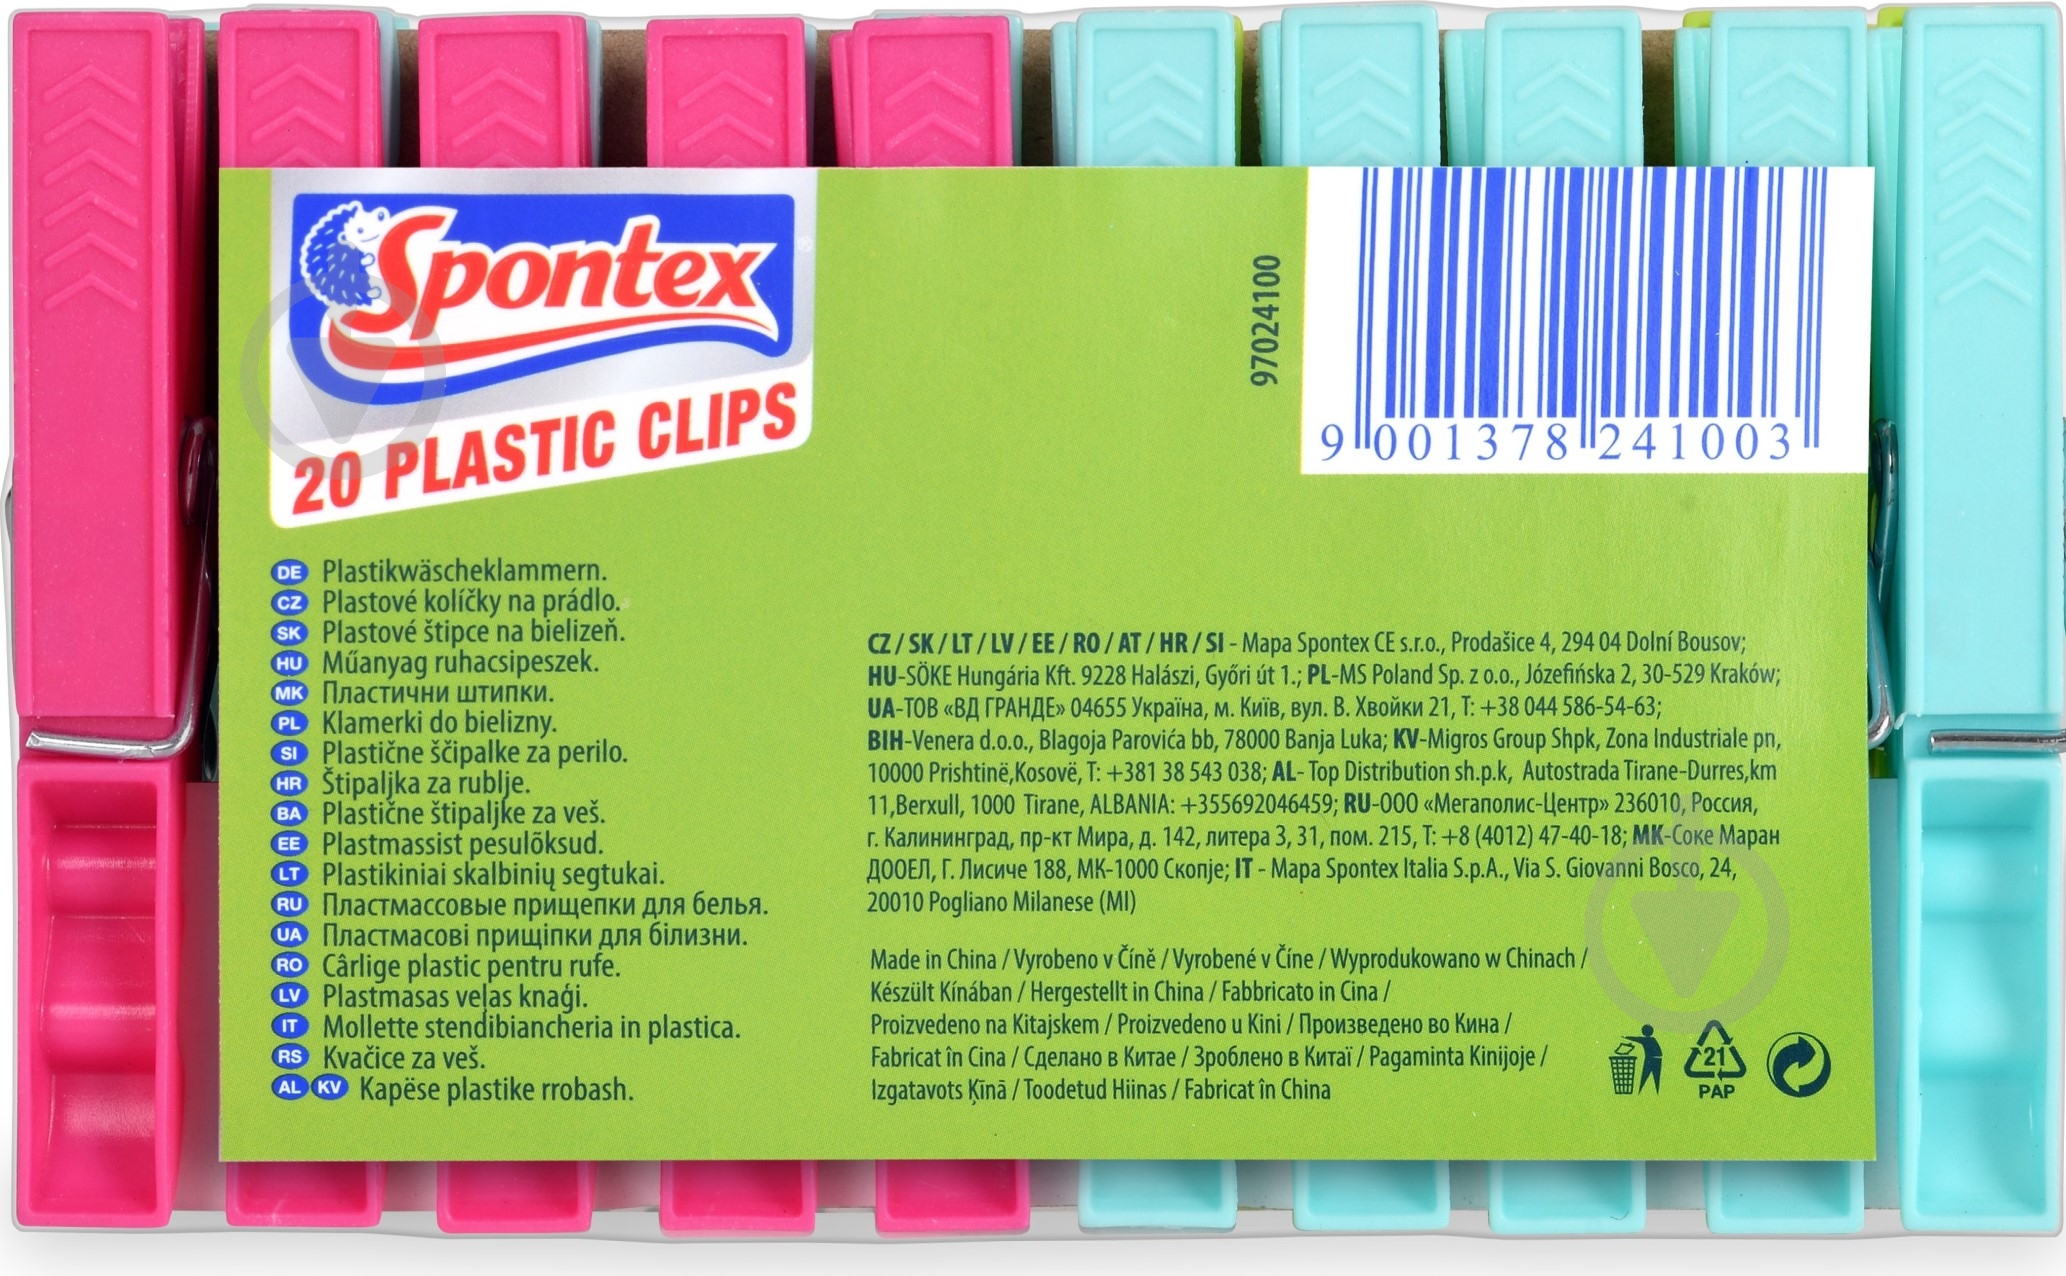 Spontex
20 PLASTIC CLIPS
97024100
9 001378 241003
DE Plastikwäscheklammern.
CZ Plastové kolíčky na prádlo.
SK Plastové štipce na bielizeň.
HU Műanyag ruhacsipeszek.
MK Пластични штипки.
PL Klamerki do bielizny.
SI Plastične ščipalke za perilo.
HR Štipaljka za rublje.
BA Plastične štipaljke za veš.
EE Plastmassist pesulõksud.
LT Plastikiniai skalbinių segtukai.
RU Пластмассовые прищепки для белья.
UA Пластмасові прищіпки для білизни.
RO Cârlige plastic pentru rufe.
LV Plastmasas veļas knaģi.
IT Mollette stendibiancheria in plastica.
RS Kvačice za veš.
AL KV Kapëse plastike rrobash.
CZ / SK / LT / LV / EE / RO / AT / HR / SI - Mapa Spontex CE s.r.o., Prodašice 4, 294 04 Dolní Bousov;
HU-SÖKE Hungária Kft. 9228 Halászi, Győri út 1.; PL-MS Poland Sp. z o.o., Józefińska 2, 30-529 Kraków;
UA-ТОВ «ВД ГРАНДЕ» 04655 Україна, м. Київ, вул. В. Хвойки 21, Т: +38 044 586-54-63;
BIH-Venera d.o.o., Blagoja Parovića bb, 78000 Banja Luka; KV-Migros Group Shpk, Zona Industriale pn,
10000 Prishtinë,Kosovë, T: +381 38 543 038; AL- Top Distribution sh.p.k, Autostrada Tirane-Durres,km
11,Berxull, 1000 Tirane, ALBANIA: +355692046459; RU-ООО «Мегаполис-Центр» 236010, Россия,
г. Калининград, пр-кт Мира, д. 142, литера 3, 31, пом. 215, Т: +8 (4012) 47-40-18; MK-Соке Маран
ДООЕЛ, Г. Лисиче 188, МК-1000 Скопје; IT - Mapa Spontex Italia S.p.A., Via S. Giovanni Bosco, 24,
20010 Pogliano Milanese (MI)
Made in China / Vyrobeno v Číně / Vyrobené v Číne / Wyprodukowano w Chinach /
Készült Kínában / Hergestellt in China / Fabbricato in Cina /
Proizvedeno na Kitajskem / Proizvedeno u Kini / Произведено во Кина /
Fabricat în Cina / Сделано в Китае / Зроблено в Китаї / Pagaminta Kinijoje /
Izgatavots Ķīnā / Toodetud Hiinas / Fabricat în China
21
PAP